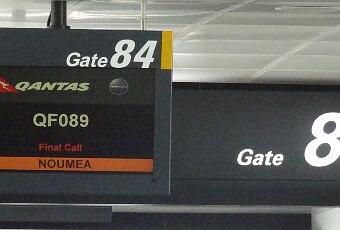 Gate 84
QANTAS
QF089
Final Call
NOUMEA
Gate 8